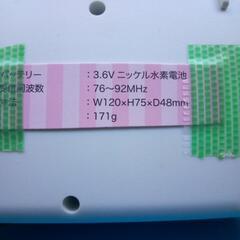 バッテリー : 3.6V ニッケル水素電池
周波数 : 76〜92MHz
: W120×H75×D48mm
: 171g